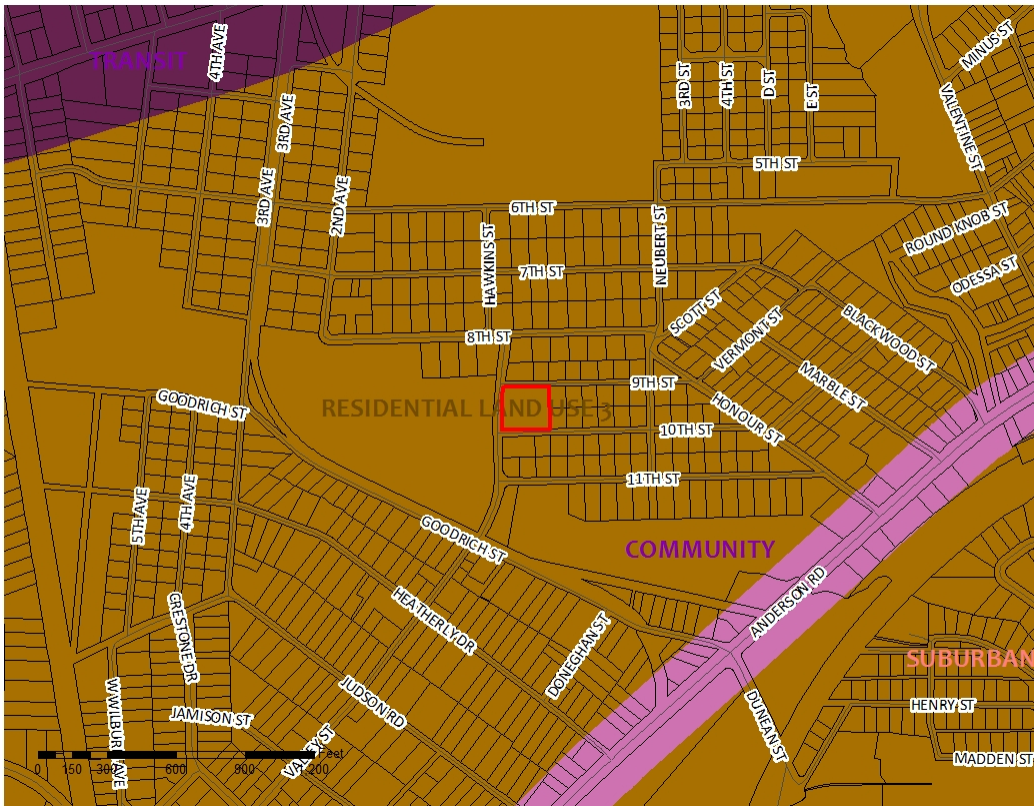 MINUS ST
4TH AVE
TRANSIT
3RD ST
4TH ST
D ST
E ST
3RD AVE
VALENTINE ST
5TH ST
3RD AVE
2ND AVE
6TH ST
ROUND KNOB ST
HAWKINS ST
NEUBERT ST
7TH ST
ODESSA ST
SCOTT ST
VERMONT ST
BLACKWOOD ST
8TH ST
9TH ST
MARBLE ST
GOODRICH ST
RESIDENTIAL LAND USE 3
HONOUR ST
10TH ST
11TH ST
5TH AVE
4TH AVE
GOODRICH ST
COMMUNITY
ANDERSON RD
CRESTONE DR
HEATHERLY DR
DONEGHAN ST
SUBURBAN
W WILBURN AVE
JUDSON RD
JAMISON ST
DUNEAN ST
HENRY ST
VALLEY ST
MADDEN ST
Feet
0 150 300 600 900 1,200